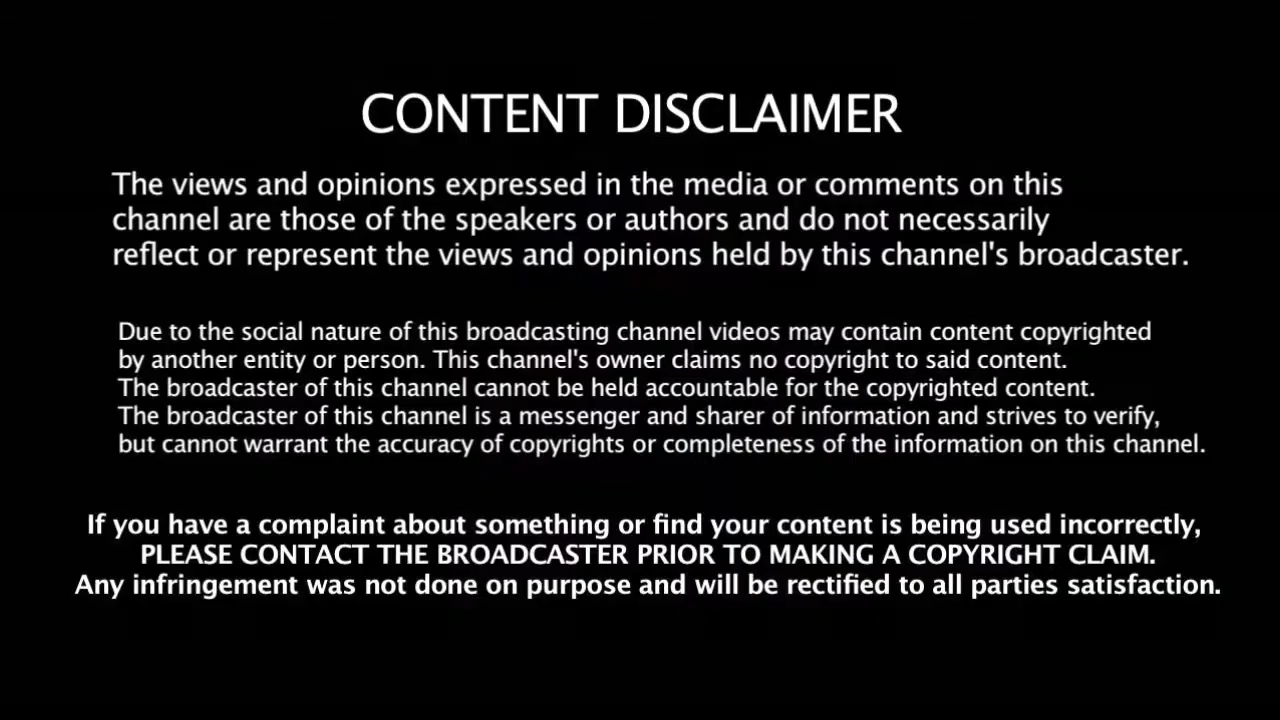 CONTENT DISCLAIMER
The views and opinions expressed in the media or comments on this
channel are those of the speakers or authors and do not necessarily
reflect or represent the views and opinions held by this channel's broadcaster.
Due to the social nature of this broadcasting channel videos may contain content copyrighted
by another entity or person. This channel's owner claims no copyright to said content.
The broadcaster of this channel cannot be held accountable for the copyrighted content.
The broadcaster of this channel is a messenger and sharer of information and strives to verify,
but cannot warrant the accuracy of copyrights or completeness of the information on this channel.
If you have a complaint about something or find your content is being used incorrectly,
PLEASE CONTACT THE BROADCASTER PRIOR TO MAKING A COPYRIGHT CLAIM.
Any infringement was not done on purpose and will be rectified to all parties satisfaction.